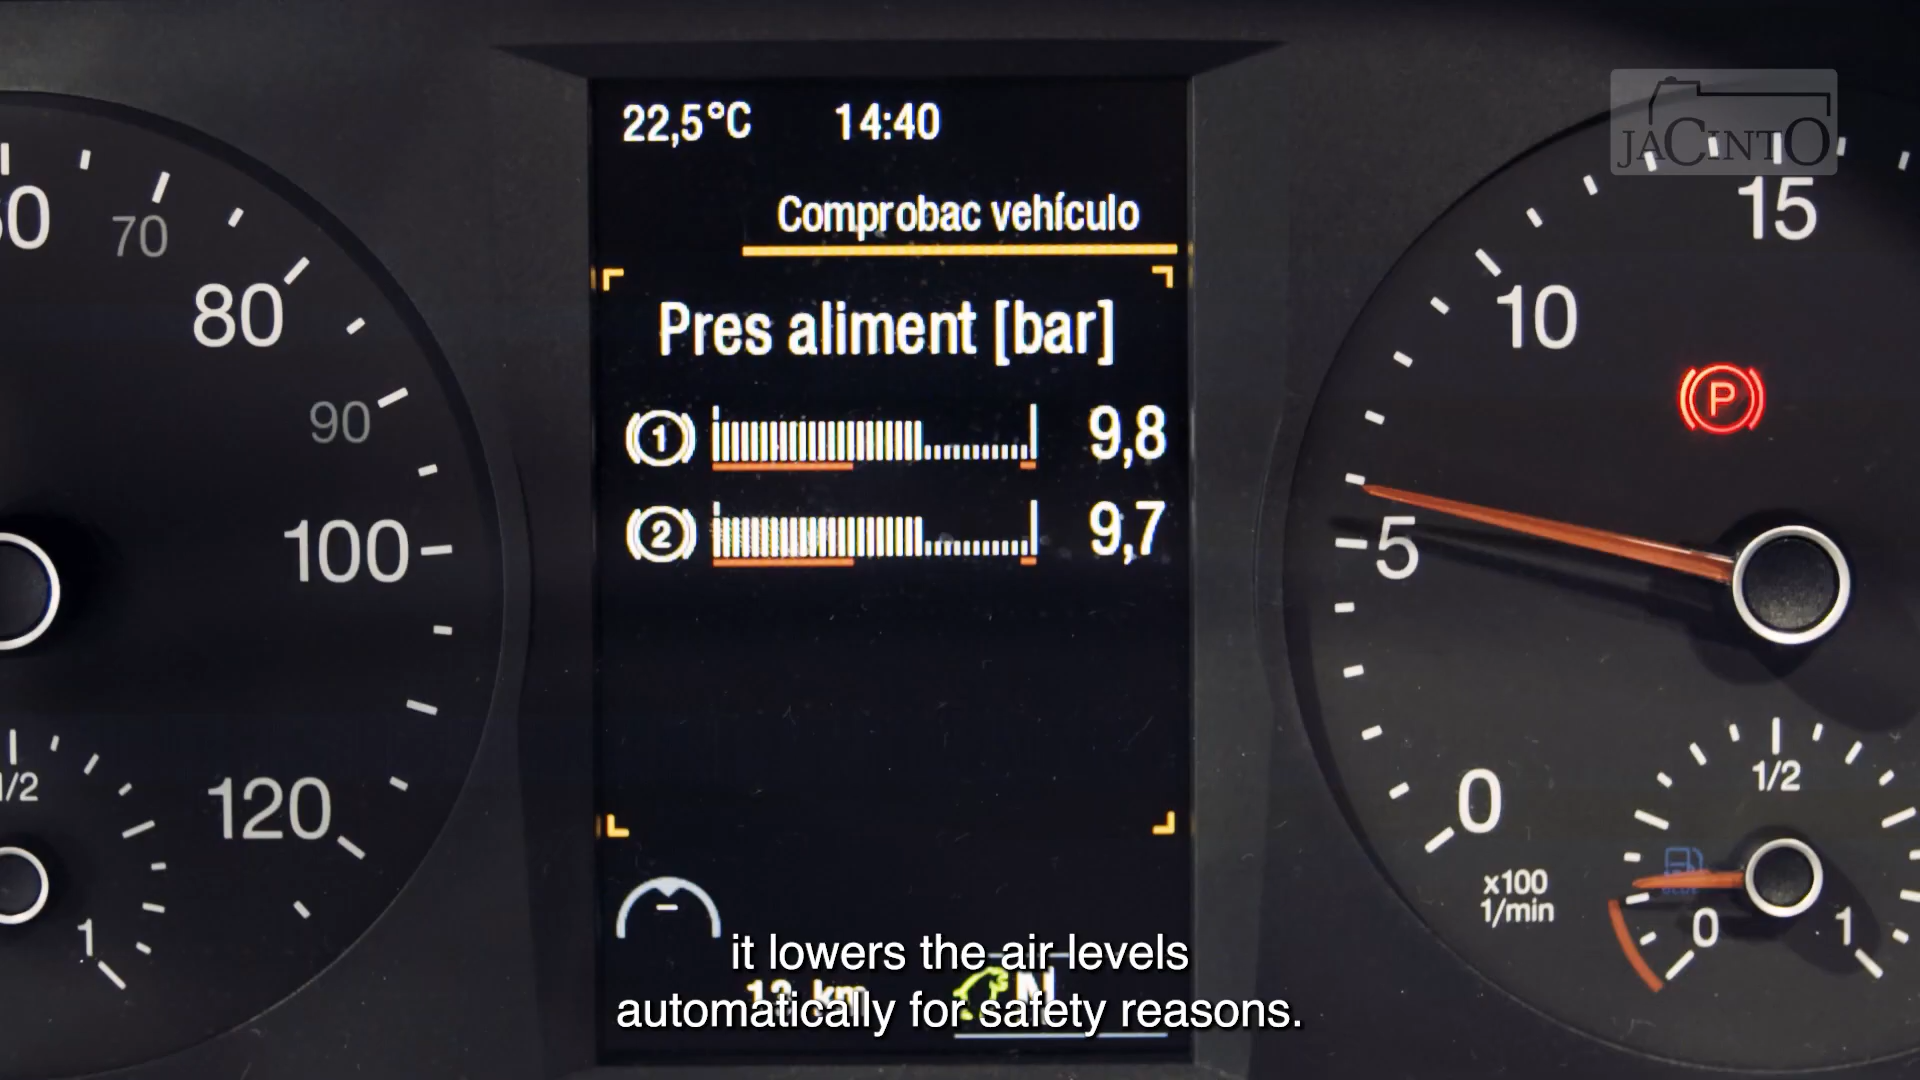 22,5°C 14:40
JACINTO
Comprobac vehículo
Pres aliment [bar]
1 9,8
2 9,7
70
80
90
100
120
1/2
1
15
10
5
0
P
x100
1/min
1/2
0 1
it lowers the air levels
12 km N
automatically for safety reasons.